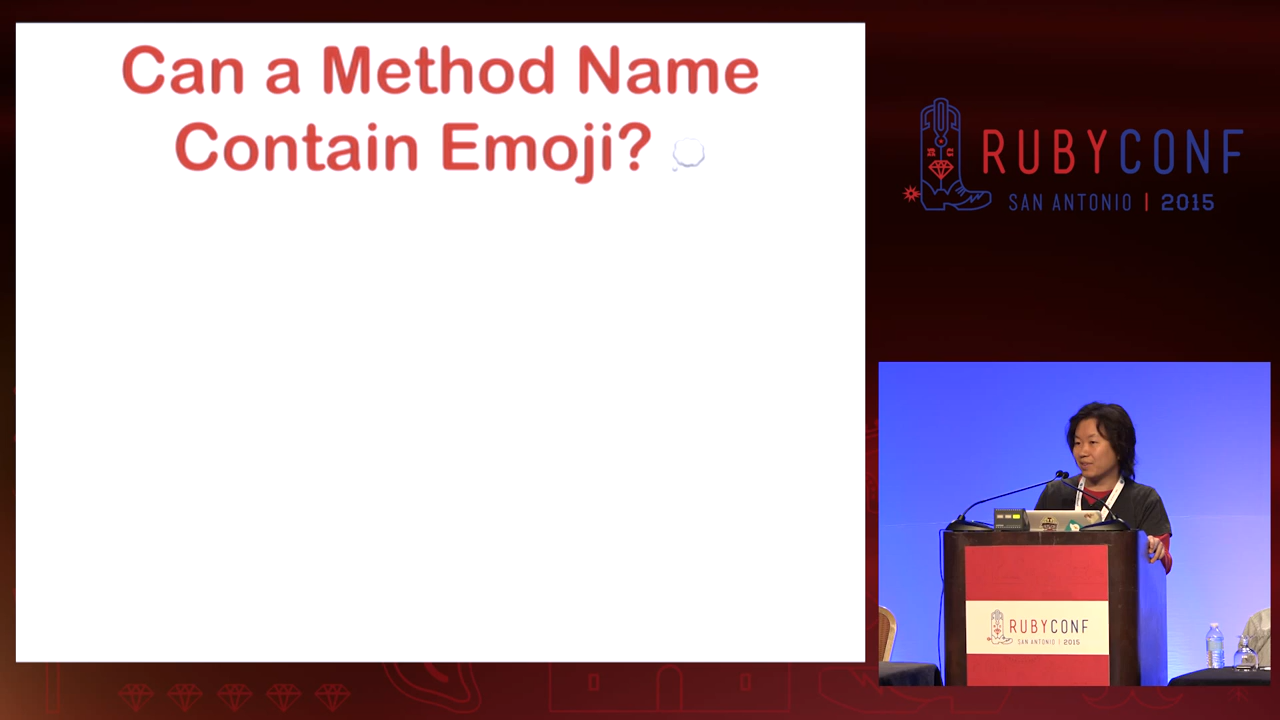 Can a Method Name
Contain Emoji? 💭
RUBYCONF
SAN ANTONIO | 2015
RUBYCONF
SAN ANTONIO | 2015